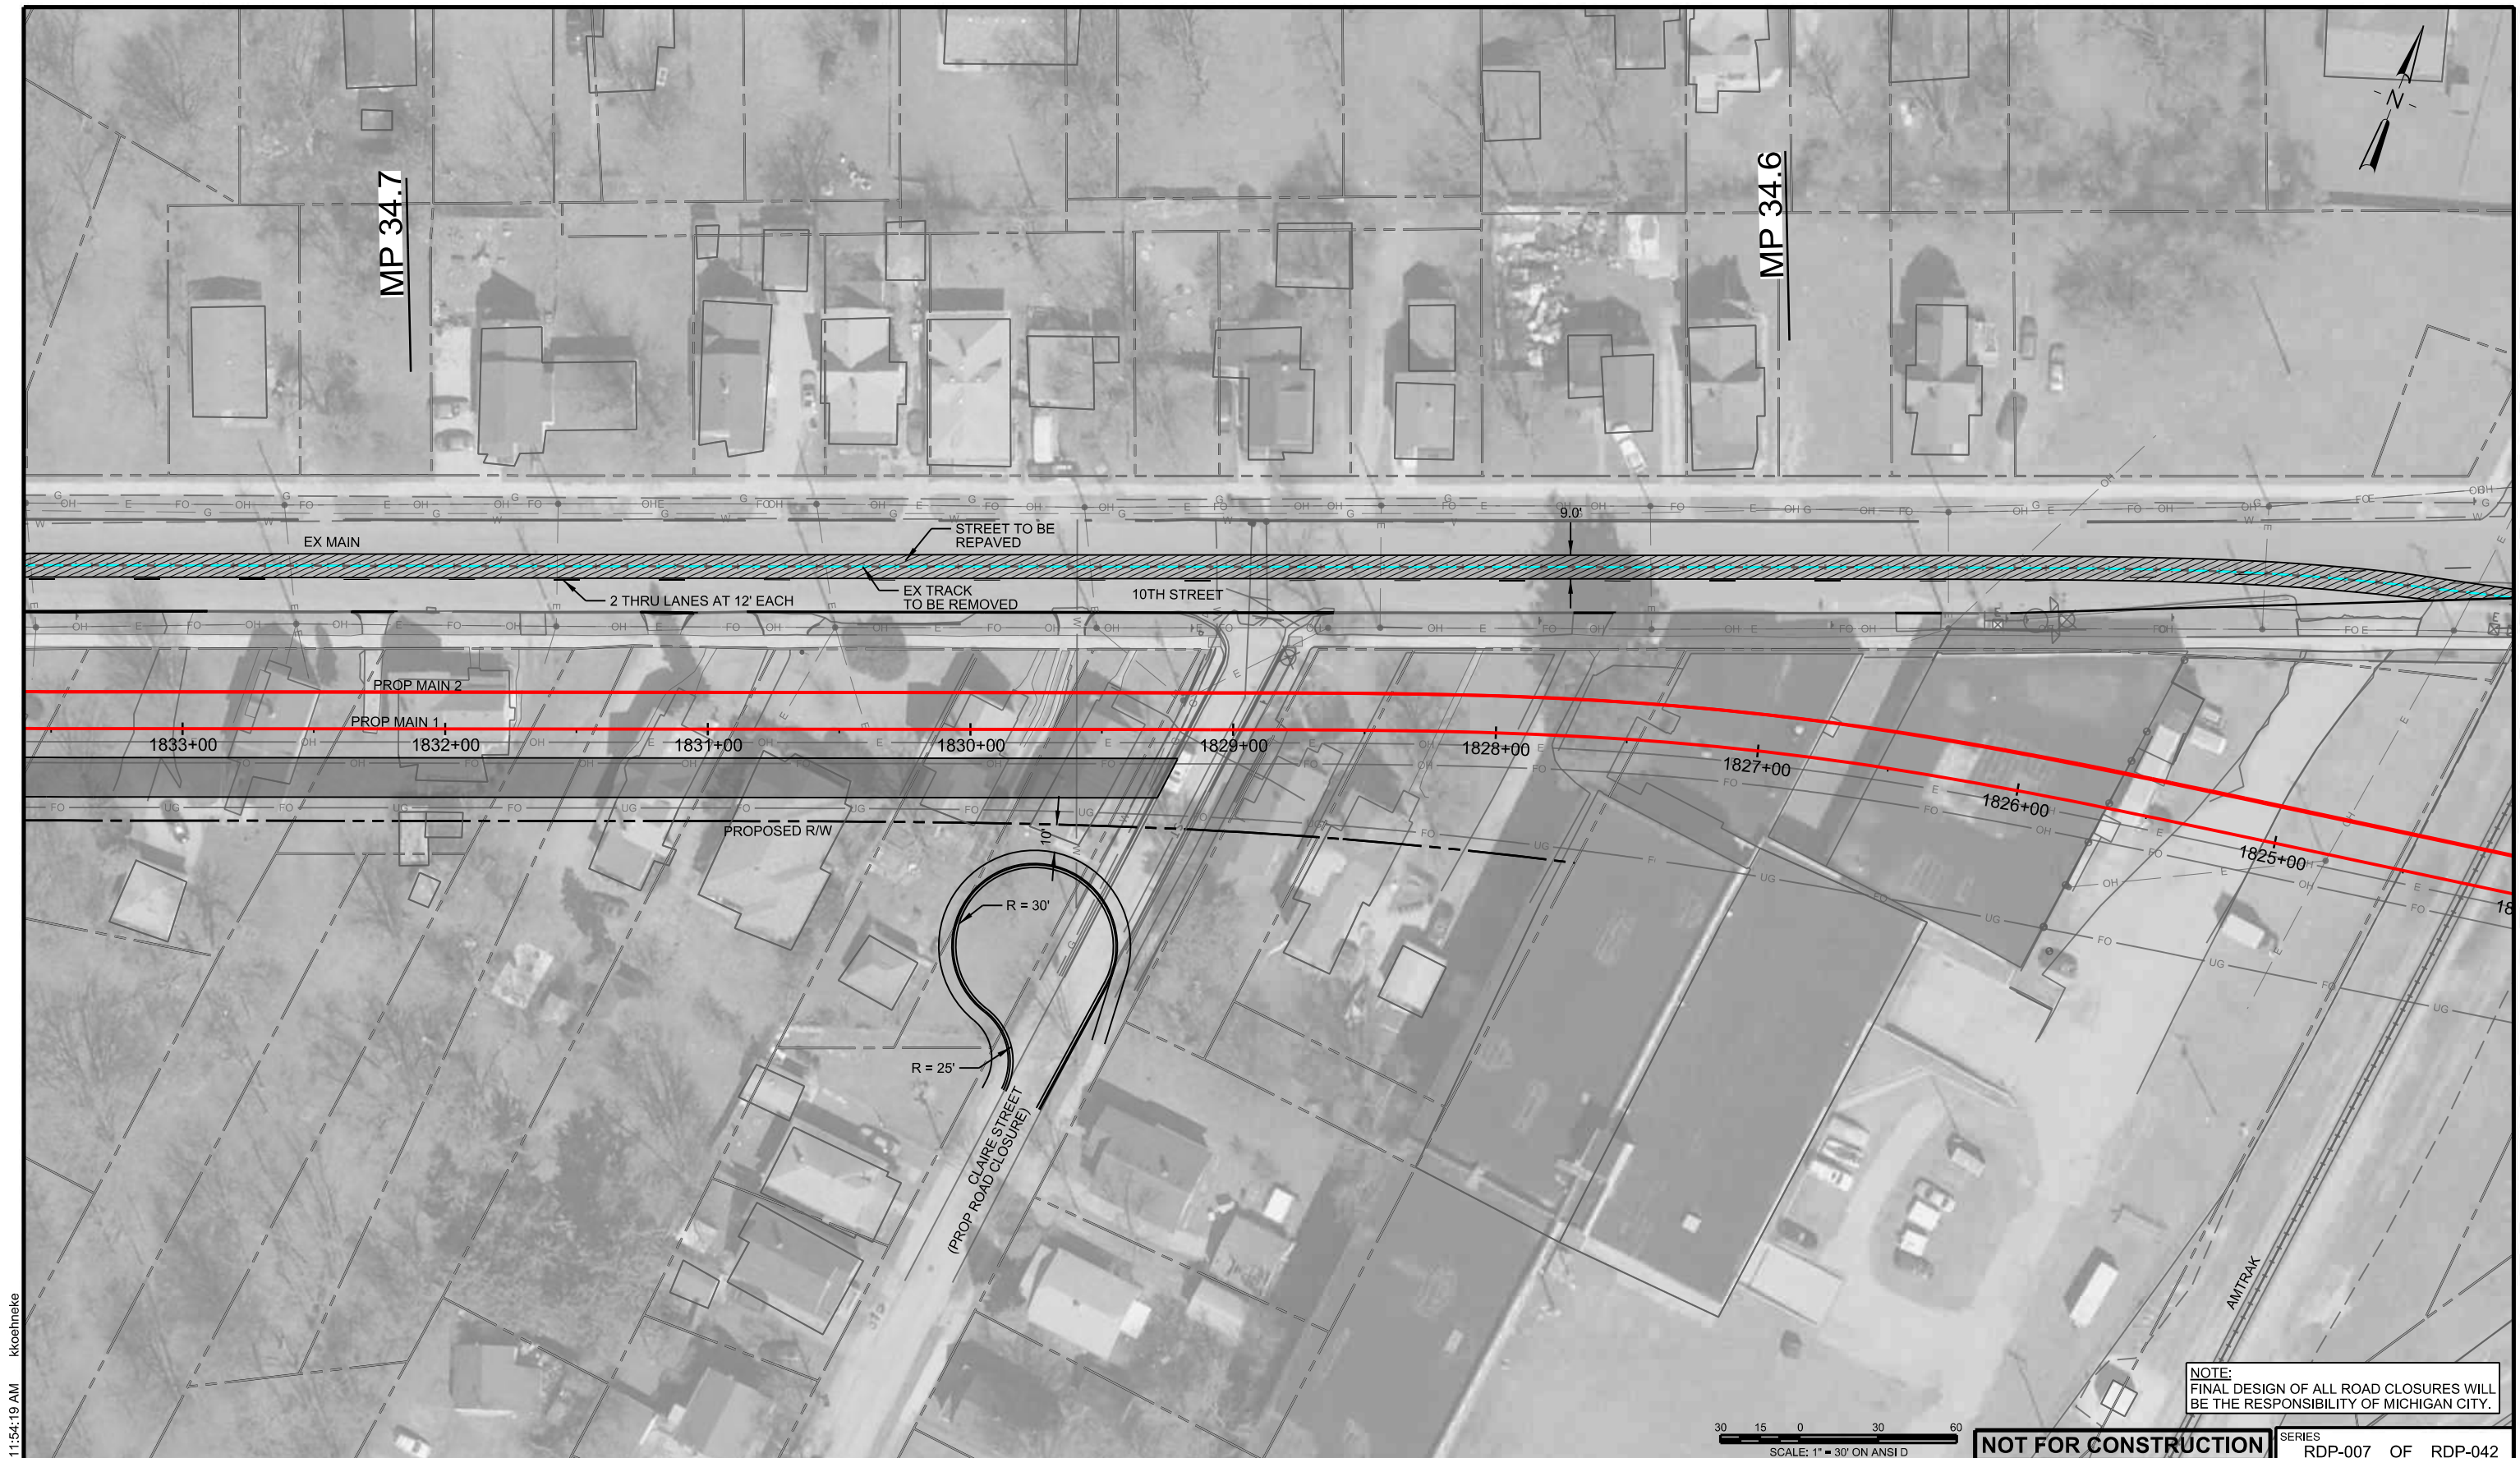 MP 34.7
MP 34.6
N
9.0'
EX MAIN
STREET TO BE
REPAVED
EX TRACK
TO BE REMOVED
2 THRU LANES AT 12' EACH
10TH STREET
PROP MAIN 2
PROP MAIN 1
1833+00
1832+00
1831+00
1830+00
1829+00
1828+00
1827+00
1826+00
1825+00
18
PROPOSED R/W
10'
R = 30'
R = 25'
CLAIRE STREET
(PROP ROAD CLOSURE)
AMTRAK
NOTE:
FINAL DESIGN OF ALL ROAD CLOSURES WILL
BE THE RESPONSIBILITY OF MICHIGAN CITY.
30 15 0 30 60
SCALE: 1" = 30' ON ANSI D
NOT FOR CONSTRUCTION
SERIES
RDP-007 OF RDP-042
11:54:19 AM kkoehneke